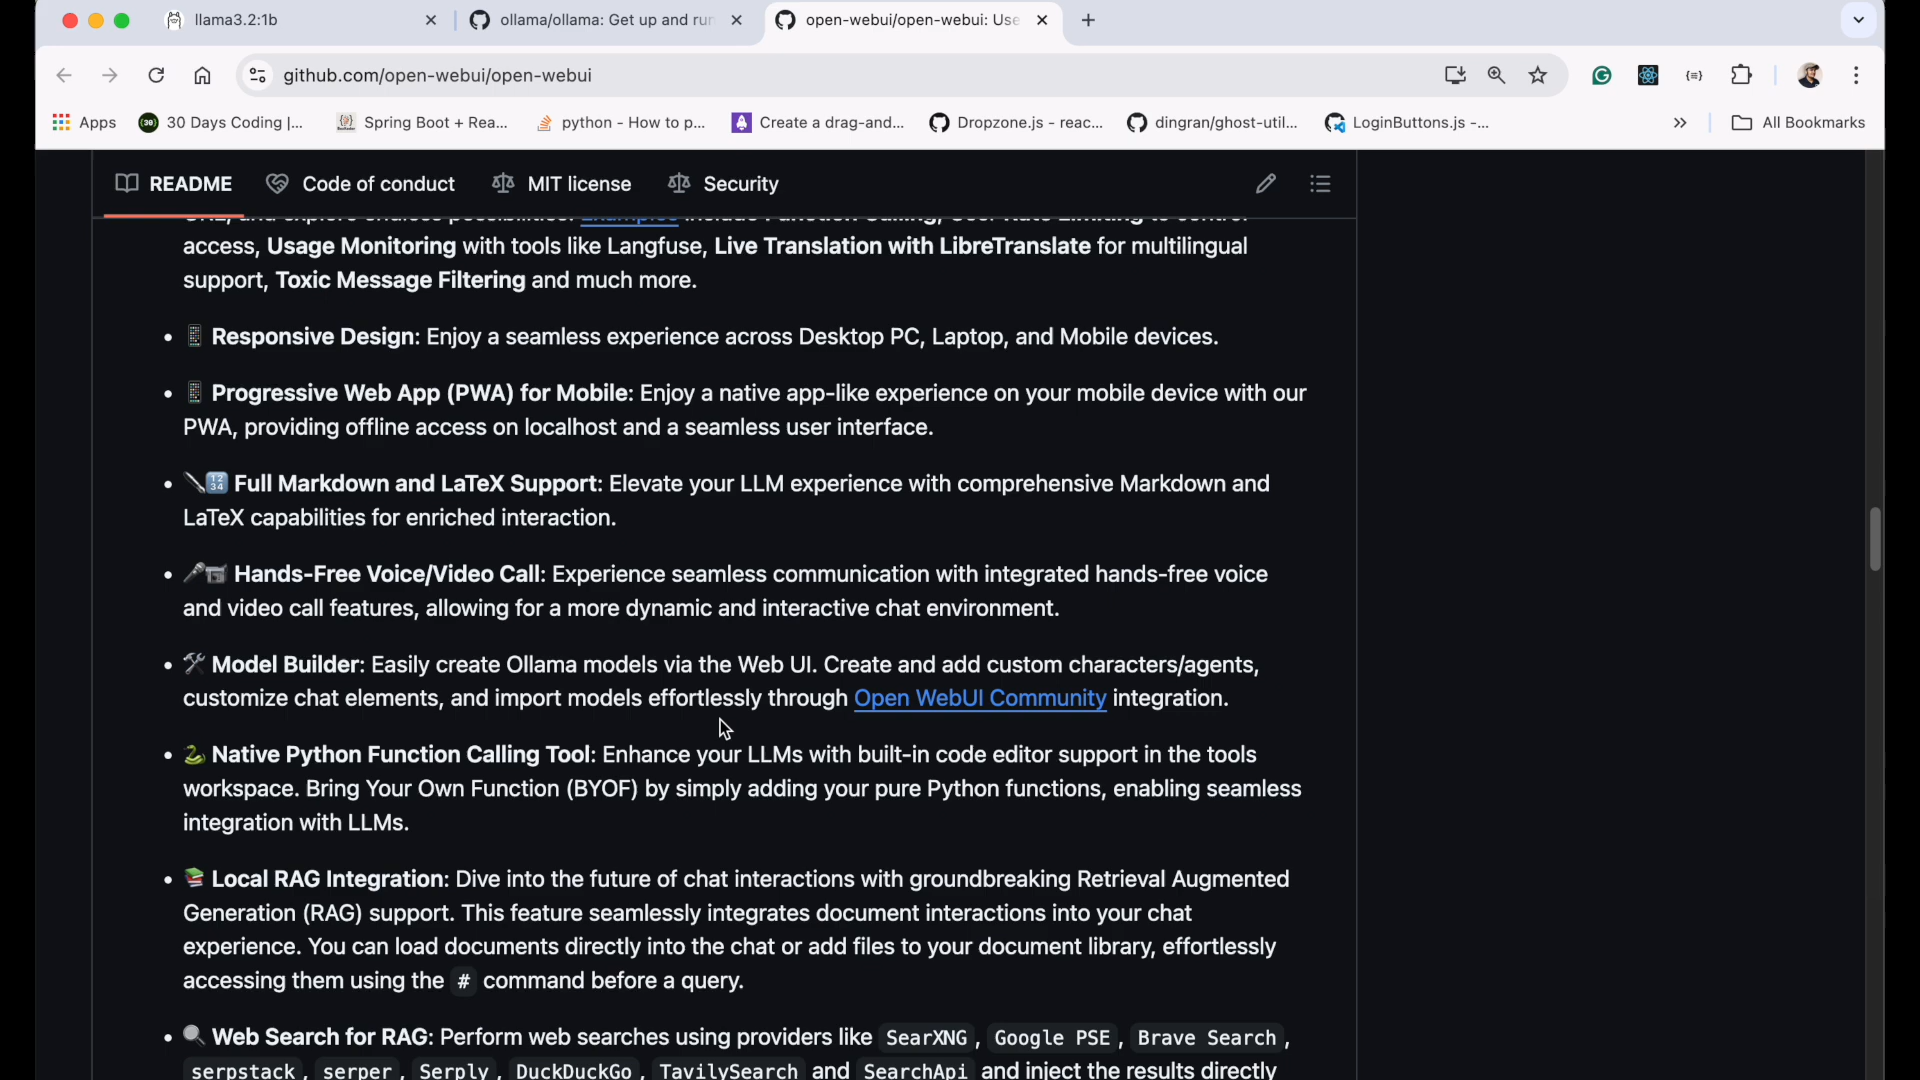 llama3.2:1b
ollama/ollama: Get up and run
open-webui/open-webui: Use
github.com/open-webui/open-webui
Apps
30 Days Coding |...
Spring Boot + Rea...
python - How to p...
Create a drag-and...
Dropzone.js - reac...
dingran/ghost-util...
LoginButtons.js -...
All Bookmarks
README
Code of conduct
MIT license
Security
URL, and explore endless possibilities. Examples include Function Calling, User Rate Limiting to control
access, Usage Monitoring with tools like Langfuse, Live Translation with LibreTranslate for multilingual
support, Toxic Message Filtering and much more.
• 📱 Responsive Design: Enjoy a seamless experience across Desktop PC, Laptop, and Mobile devices.
• 📱 Progressive Web App (PWA) for Mobile: Enjoy a native app-like experience on your mobile device with our
PWA, providing offline access on localhost and a seamless user interface.
• ✒️🔢 Full Markdown and LaTeX Support: Elevate your LLM experience with comprehensive Markdown and
LaTeX capabilities for enriched interaction.
• 🎤📹 Hands-Free Voice/Video Call: Experience seamless communication with integrated hands-free voice
and video call features, allowing for a more dynamic and interactive chat environment.
• 🛠️ Model Builder: Easily create Ollama models via the Web UI. Create and add custom characters/agents,
customize chat elements, and import models effortlessly through Open WebUI Community integration.
• 🐍 Native Python Function Calling Tool: Enhance your LLMs with built-in code editor support in the tools
workspace. Bring Your Own Function (BYOF) by simply adding your pure Python functions, enabling seamless
integration with LLMs.
• 📚 Local RAG Integration: Dive into the future of chat interactions with groundbreaking Retrieval Augmented
Generation (RAG) support. This feature seamlessly integrates document interactions into your chat
experience. You can load documents directly into the chat or add files to your document library, effortlessly
accessing them using the # command before a query.
• 🔍 Web Search for RAG: Perform web searches using providers like SearXNG , Google PSE , Brave Search ,
serpstack , serper , Serply , DuckDuckGo , TavilySearch and SearchApi and inject the results directly